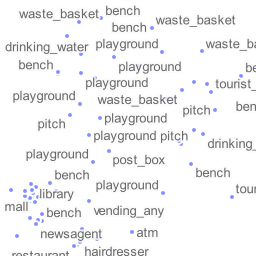 bench
waste_basket
waste_basket
bench
drinking_water
playground
waste_ba
bench
playground
be
playground
tourist_
playground
waste_basket
pitch
ben
playground
pitch
playground
pitch
drinking_
playground
post_box
bench
bench
playground
tour
library
mall
bench
vending_any
newsagent
atm
hairdresser
restaurant